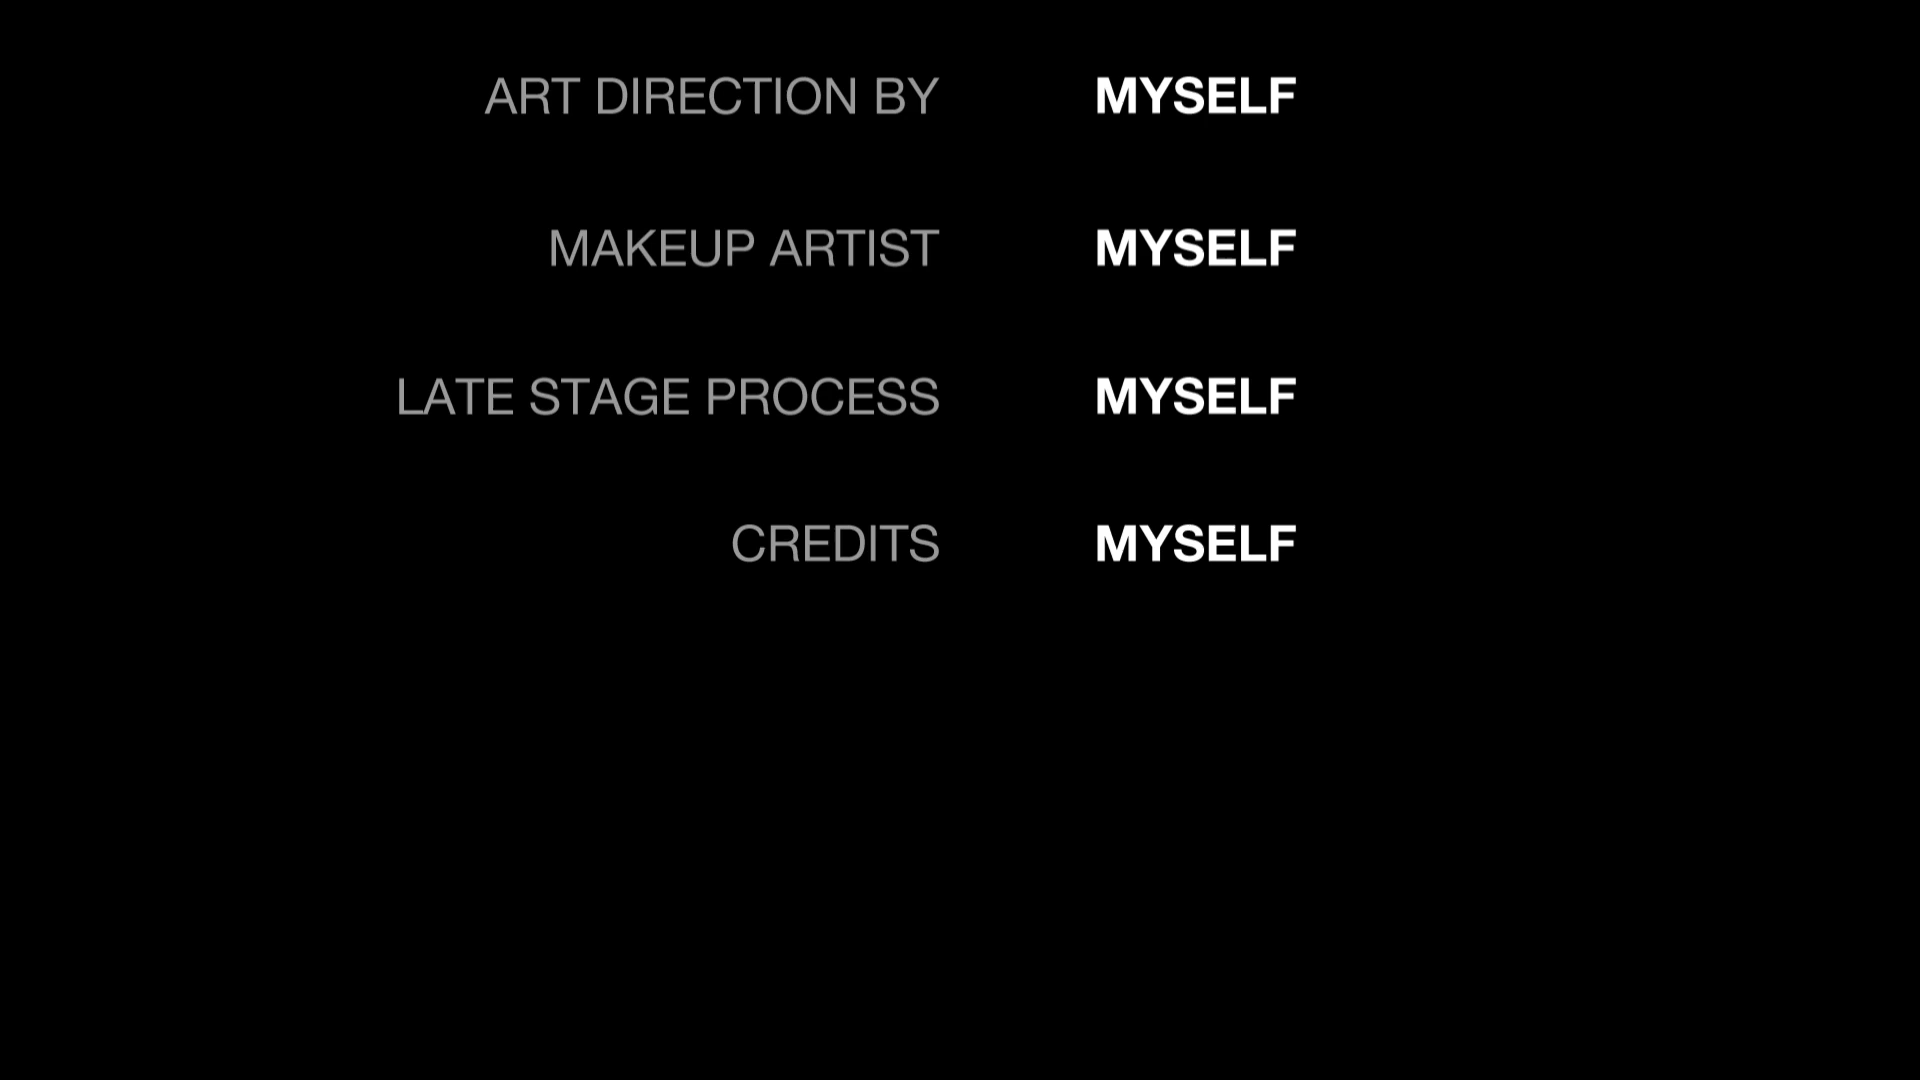 ART DIRECTION BY MYSELF
MAKEUP ARTIST MYSELF
LATE STAGE PROCESS MYSELF
CREDITS MYSELF